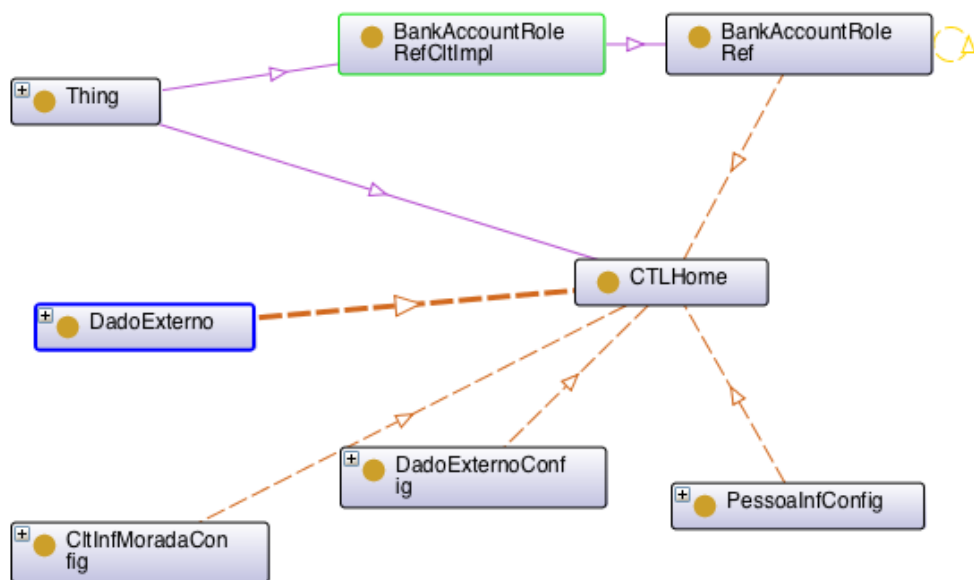 BankAccountRole
RefCltImpl
BankAccountRole
Ref
Thing
CTLHome
DadoExterno
DadoExternoConf
ig
PessoaInfConfig
CltInfMoradaCon
fig